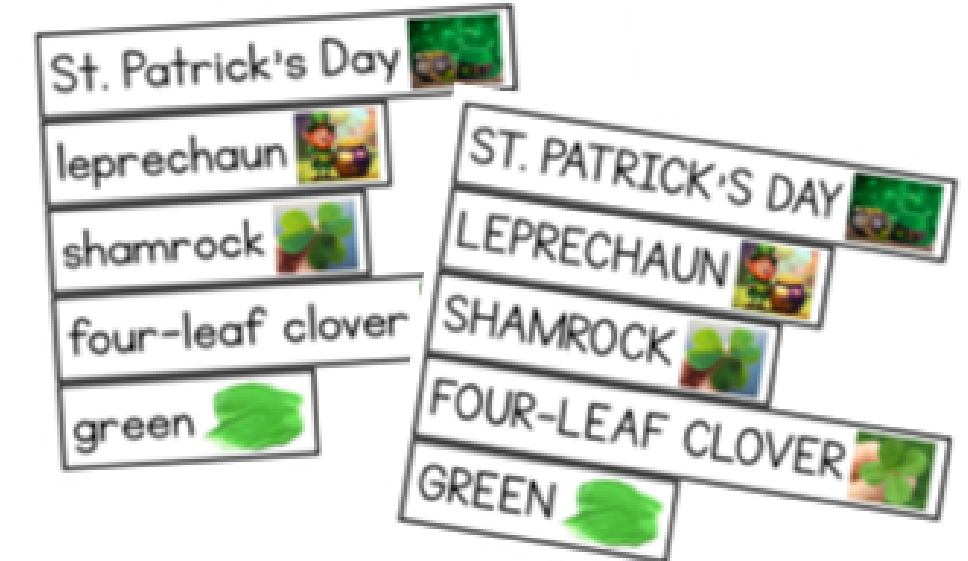 St. Patrick's Day
leprechaun
shamrock
four-leaf clover
green
ST. PATRICK'S DAY
LEPRECHAUN
SHAMROCK
FOUR-LEAF CLOVER
GREEN